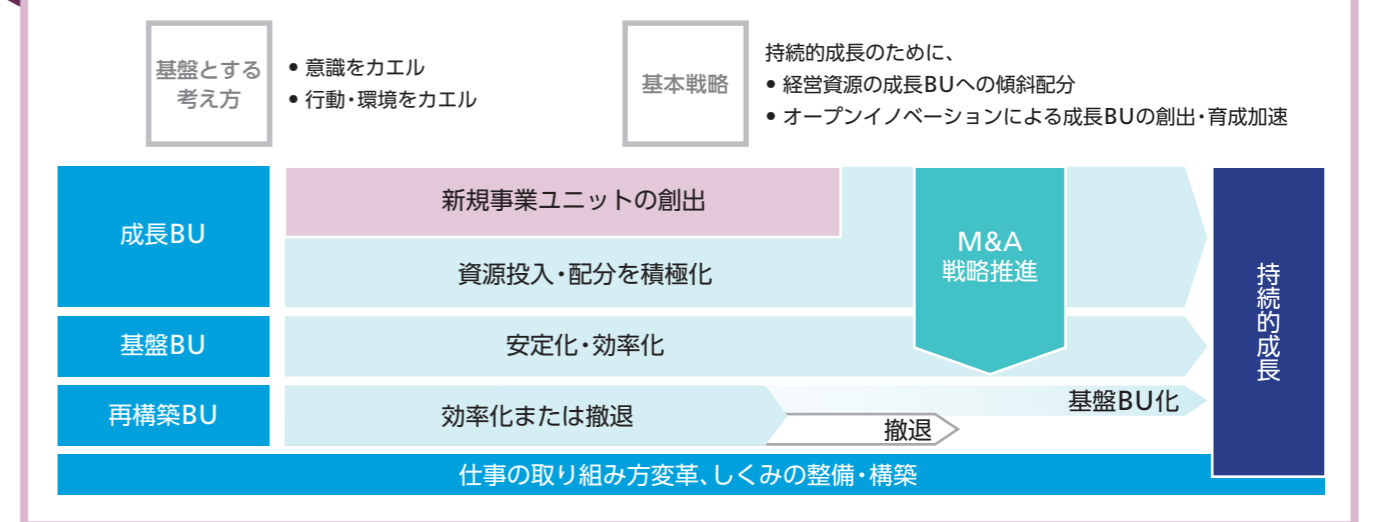 基盤とする
考え方
• 意識をカエル
• 行動・環境をカエル
基本戦略
持続的成長のために、
• 経営資源の成長BUへの傾斜配分
• オープンイノベーションによる成長BUの創出・育成加速
成長BU
新規事業ユニットの創出
資源投入・配分を積極化
M&A
戦略推進
基盤BU
安定化・効率化
再構築BU
効率化または撤退
基盤BU化
撤退
持続的成長
仕事の取り組み方変革、しくみの整備・構築